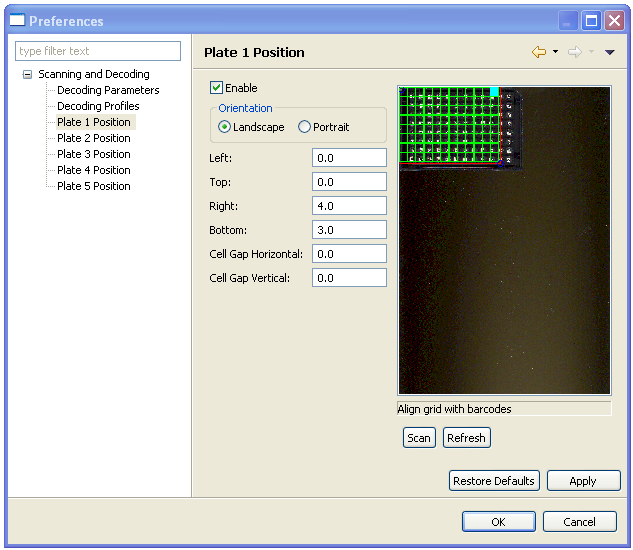 Preferences
type filter text
Scanning and Decoding
Decoding Parameters
Decoding Profiles
Plate 1 Position
Plate 2 Position
Plate 3 Position
Plate 4 Position
Plate 5 Position
Plate 1 Position
Enable
Orientation
Landscape Portrait
Left: 0.0
Top: 0.0
Right: 4.0
Bottom: 3.0
Cell Gap Horizontal: 0.0
Cell Gap Vertical: 0.0
Align grid with barcodes
Scan Refresh
Restore Defaults Apply
OK Cancel